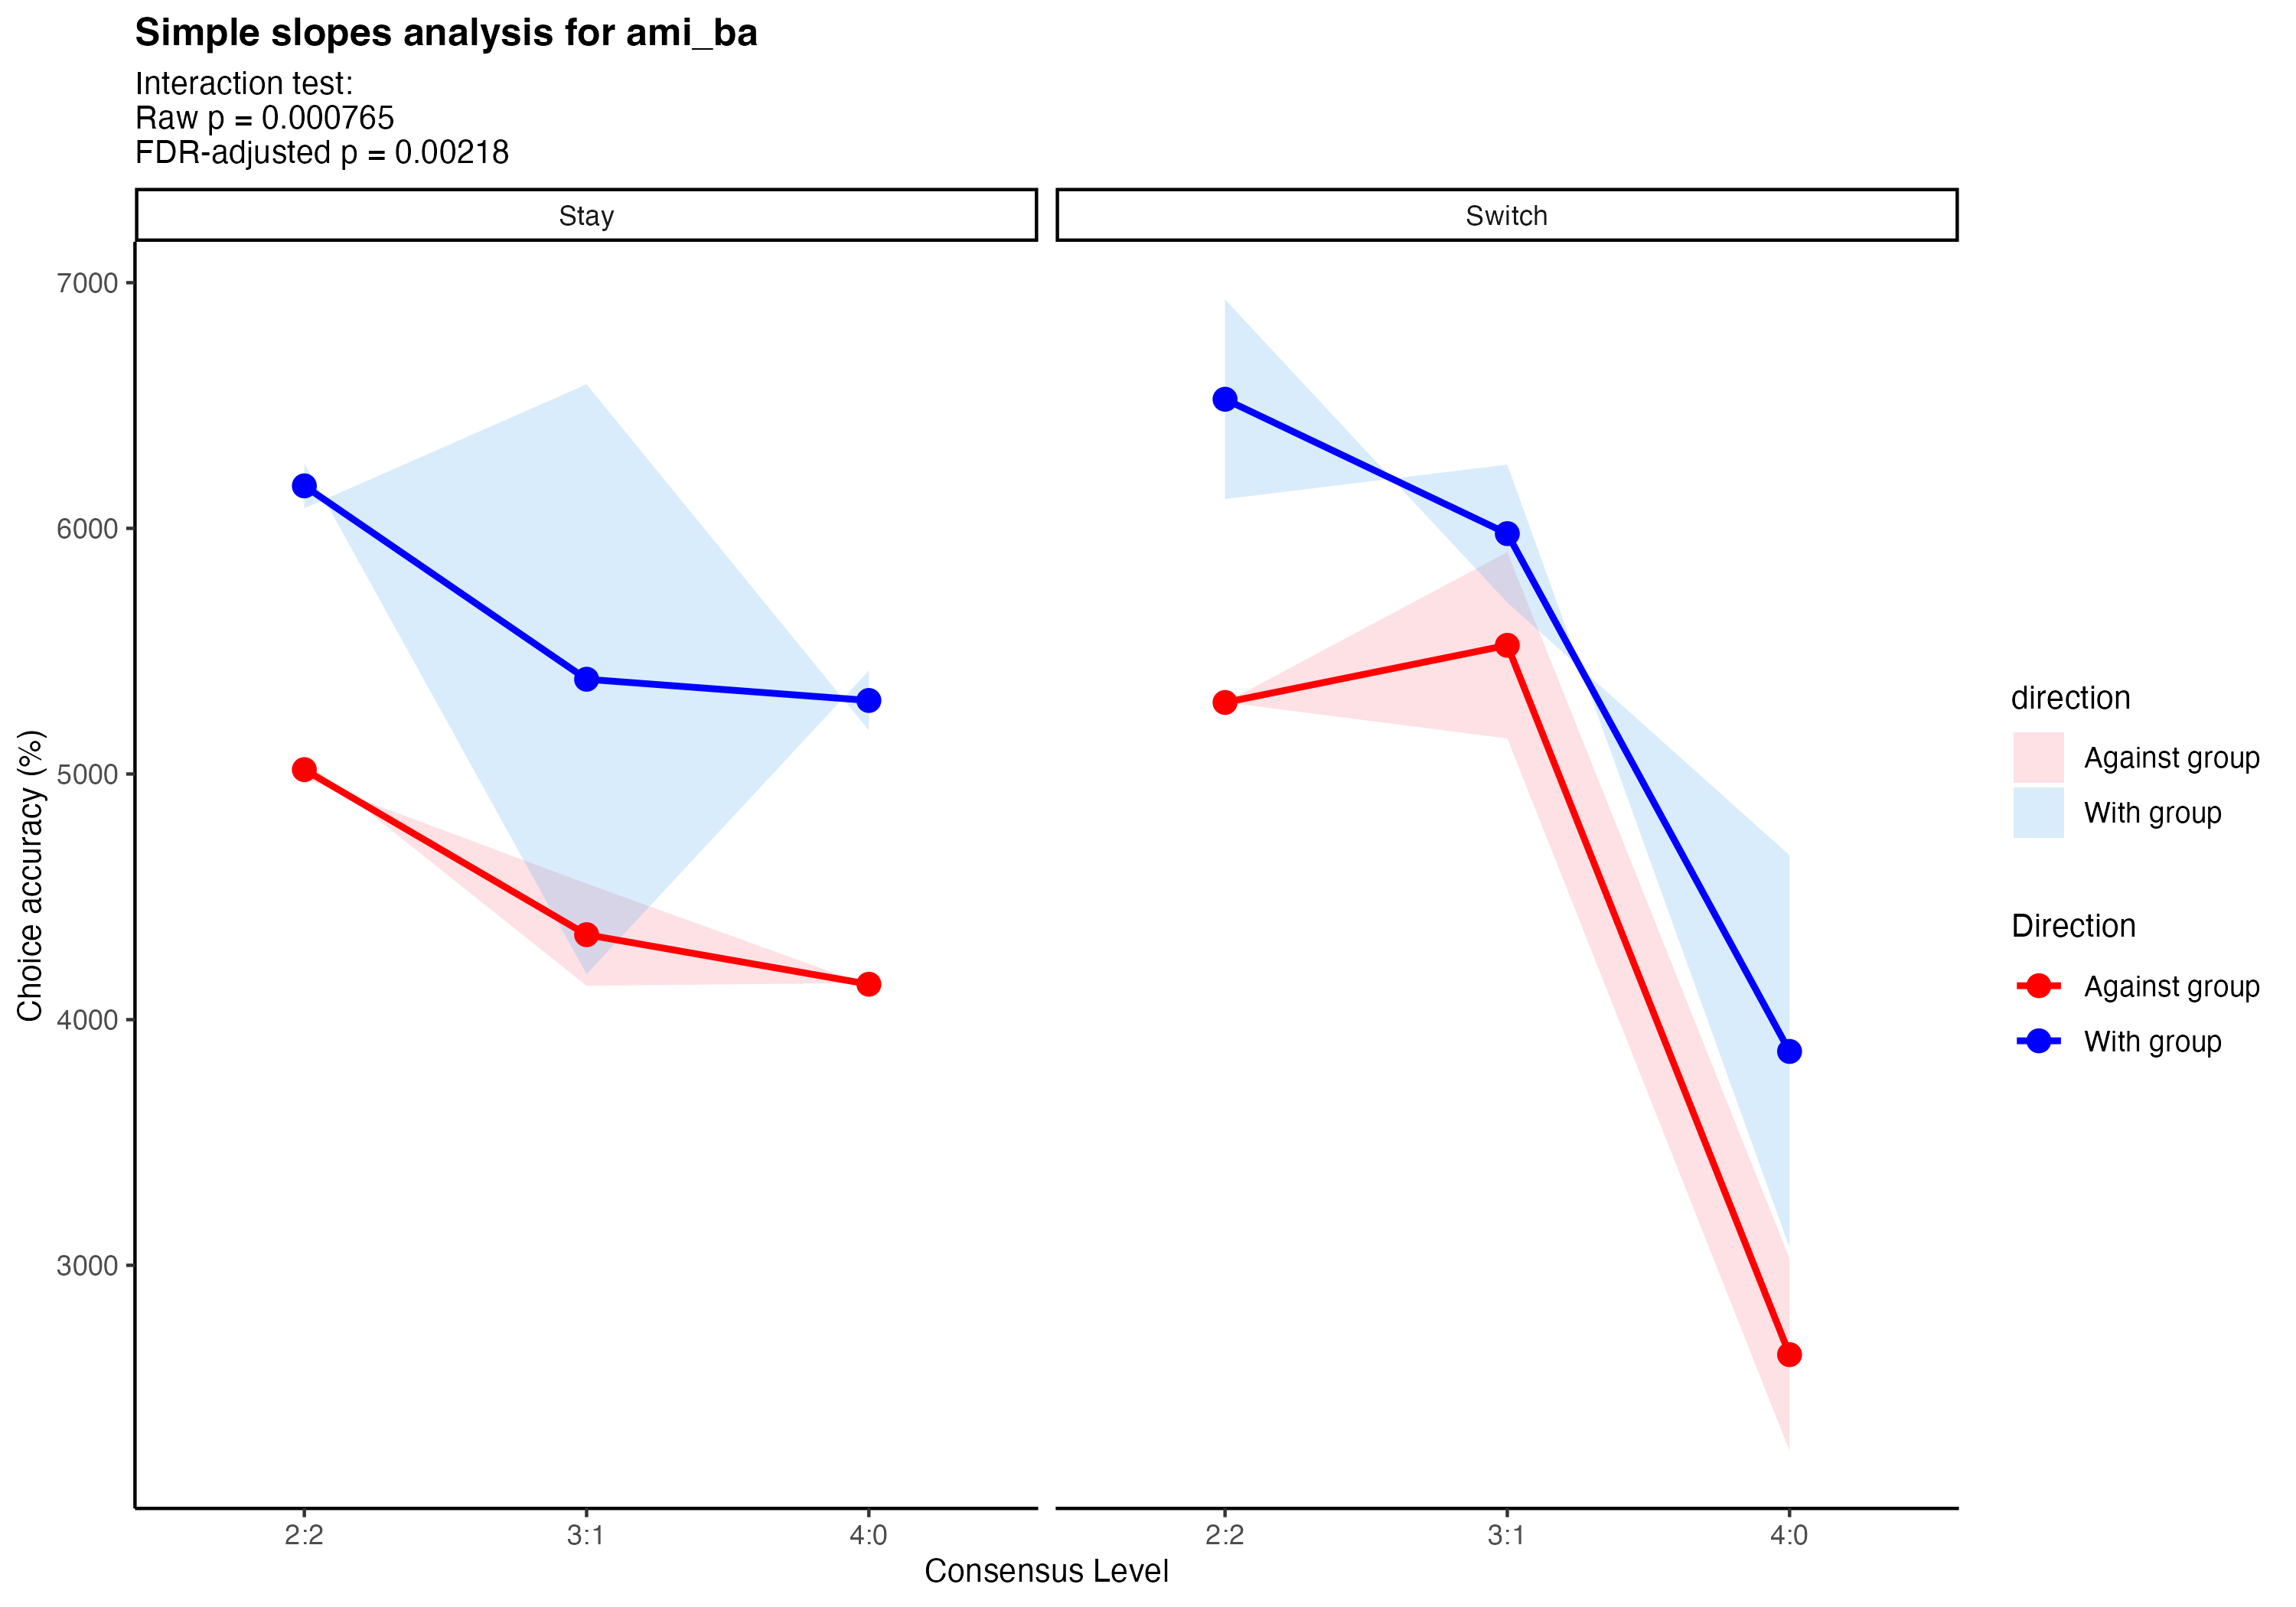 Simple slopes analysis for ami_ba
Interaction test:
Raw p = 0.000765
FDR-adjusted p = 0.00218
Stay
Switch
7000
6000
5000
4000
3000
Choice accuracy (%)
2:2
3:1
4:0
2:2
3:1
4:0
Consensus Level
direction
Against group
With group
Direction
Against group
With group